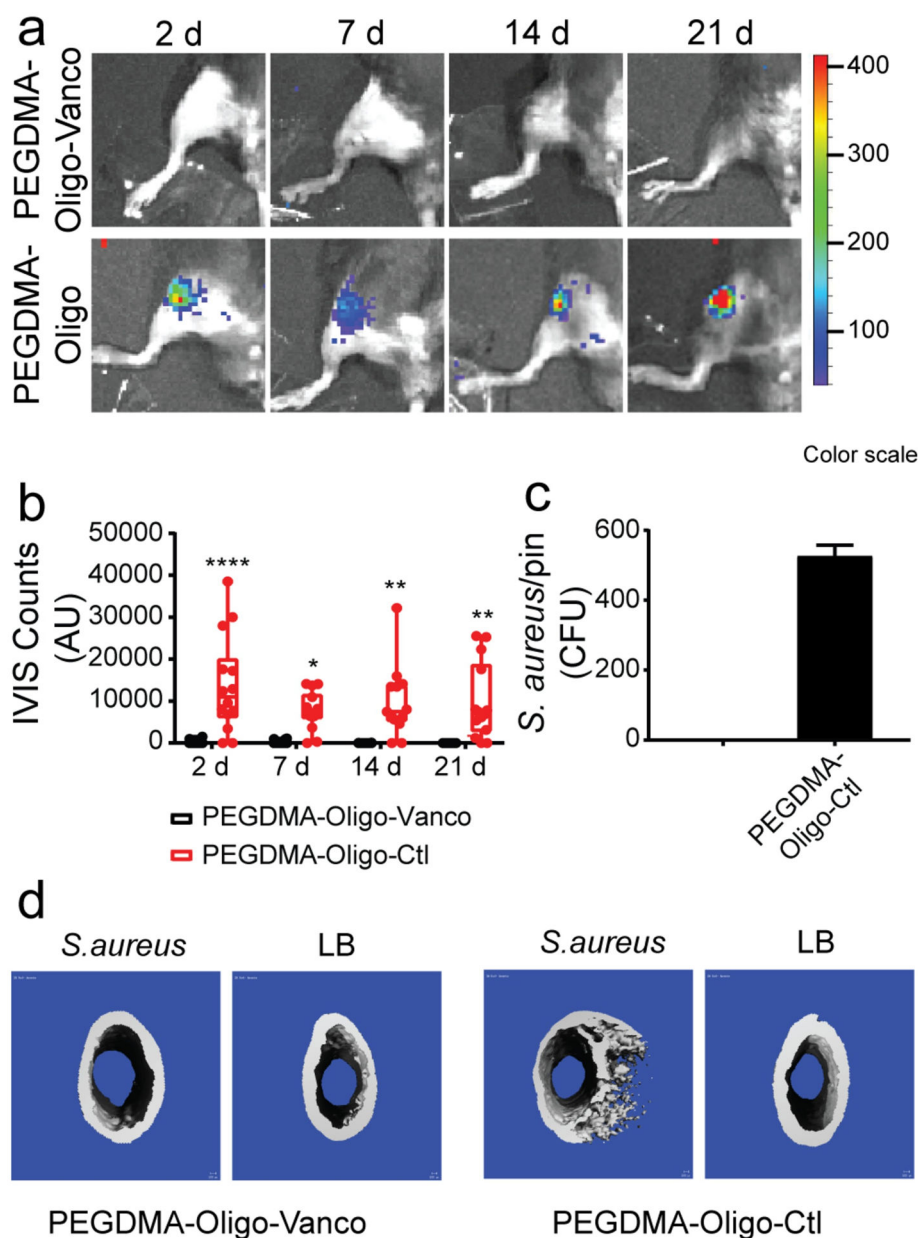 a
2 d 7 d 14 d 21 d
PEGDMA-
Oligo-Vanco
PEGDMA-
Oligo
400
300
200
100
Color scale
b
IVIS Counts
(AU)
50000
40000
30000
20000
10000
0
**** * ** **
2 d 7 d 14 d 21 d
PEGDMA-Oligo-Vanco
PEGDMA-Oligo-Ctl
c
S. aureus/pin
(CFU)
600
400
200
0
PEGDMA-
Oligo-Ctl
d
S.aureus LB S.aureus LB
PEGDMA-Oligo-Vanco PEGDMA-Oligo-Ctl